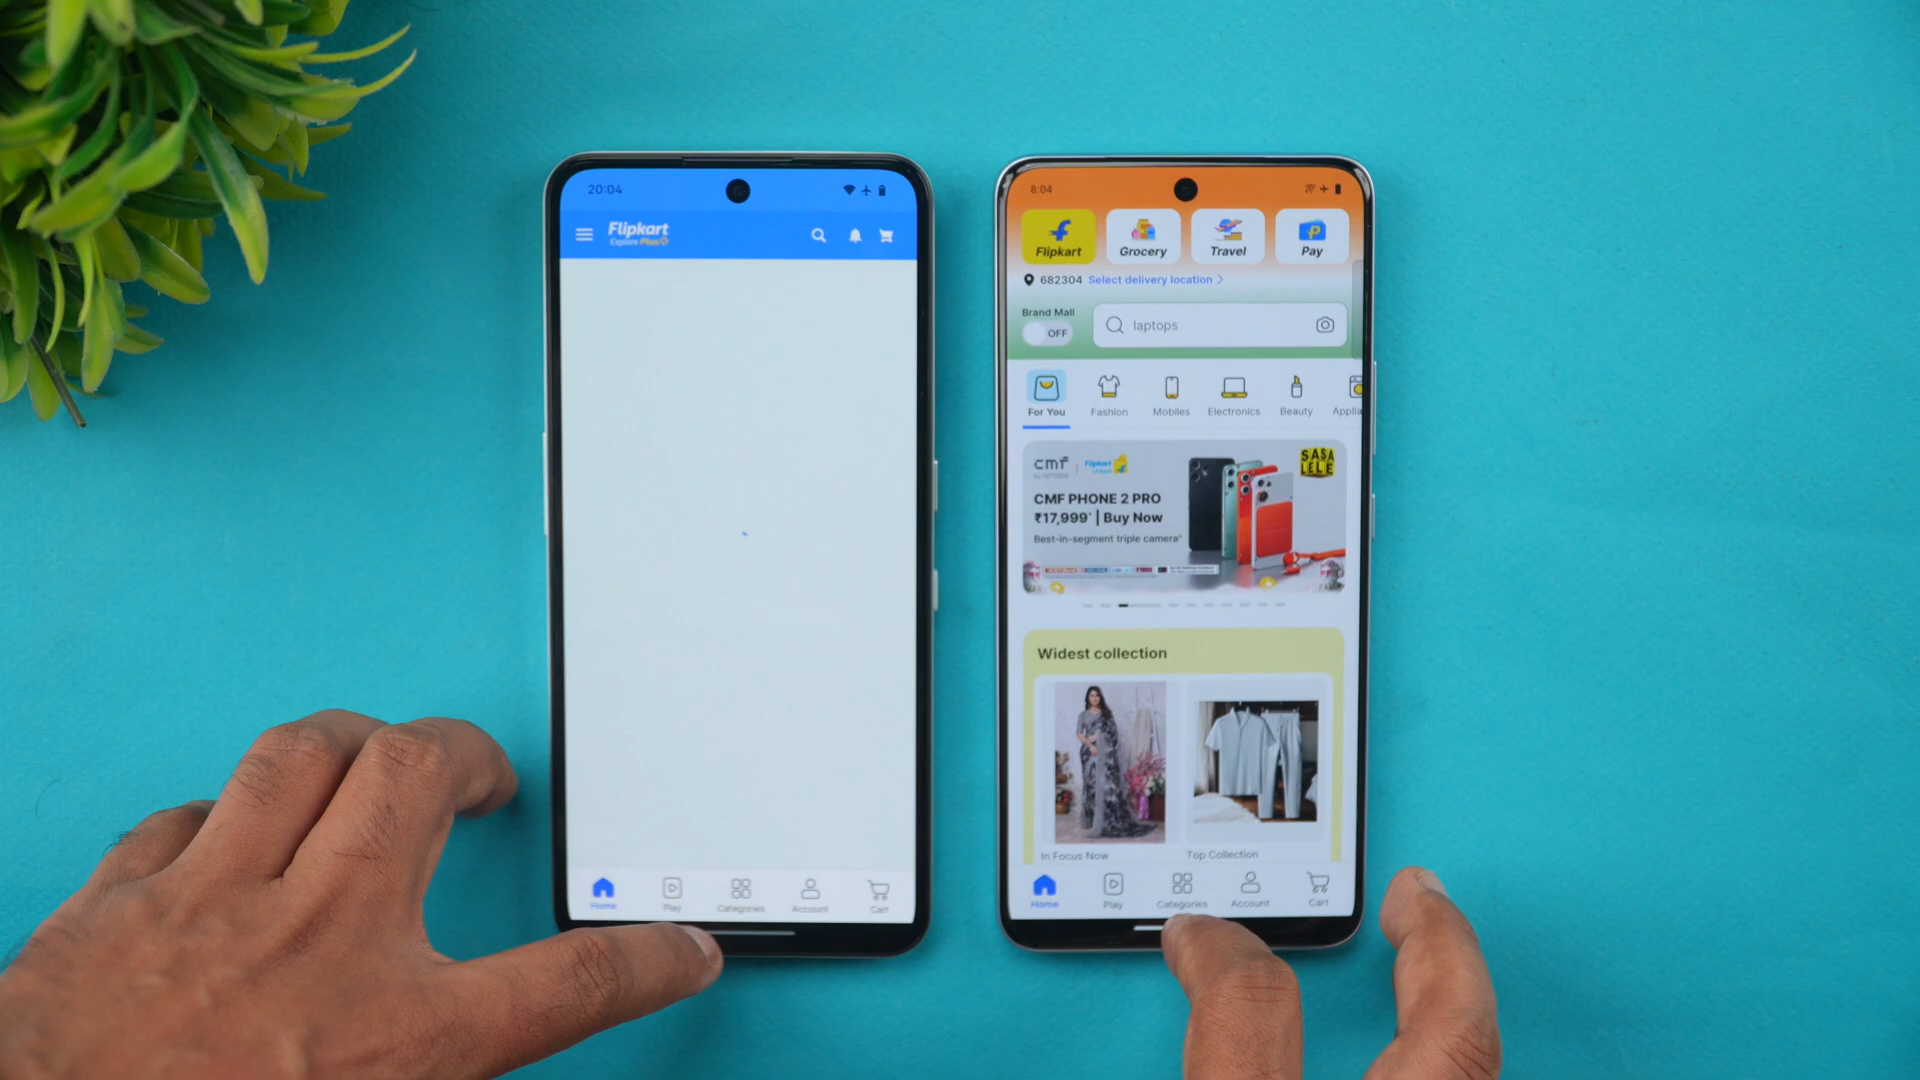 20:04
Flipkart
Explore Plus
Home
Play
Categories
Account
Cart
8:04
Flipkart
Grocery
Travel
Pay
682304 Select delivery location
Brand Mall
OFF
laptops
For You
Fashion
Mobiles
Electronics
Beauty
Applia
CMF
Flipkart
SASA
LELE
CMF PHONE 2 PRO
₹17,999* | Buy Now
Best-in-segment triple camera
Widest collection
In Focus Now
Top Collection
Home
Play
Categories
Account
Cart